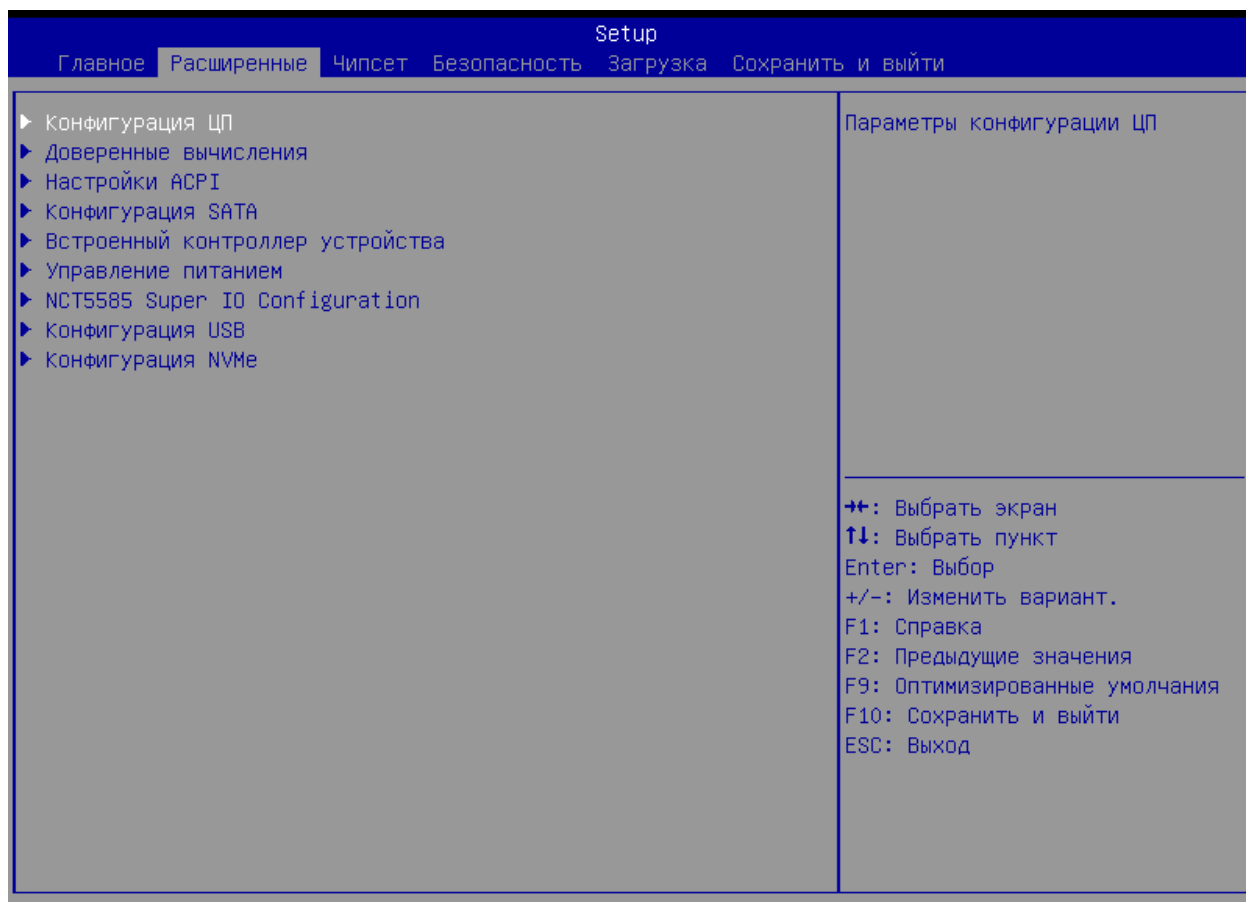 Setup
Главное Расширенные Чипсет Безопасность Загрузка Сохранить и выйти
Конфигурация ЦП
Доверенные вычисления
Настройки ACPI
Конфигурация SATA
Встроенный контроллер устройства
Управление питанием
NCT5585 Super IO Configuration
Конфигурация USB
Конфигурация NVMe
Параметры конфигурации ЦП
→←: Выбрать экран
↑↓: Выбрать пункт
Enter: Выбор
+/-: Изменить вариант.
F1: Справка
F2: Предыдущие значения
F9: Оптимизированные умолчания
F10: Сохранить и выйти
ESC: Выход